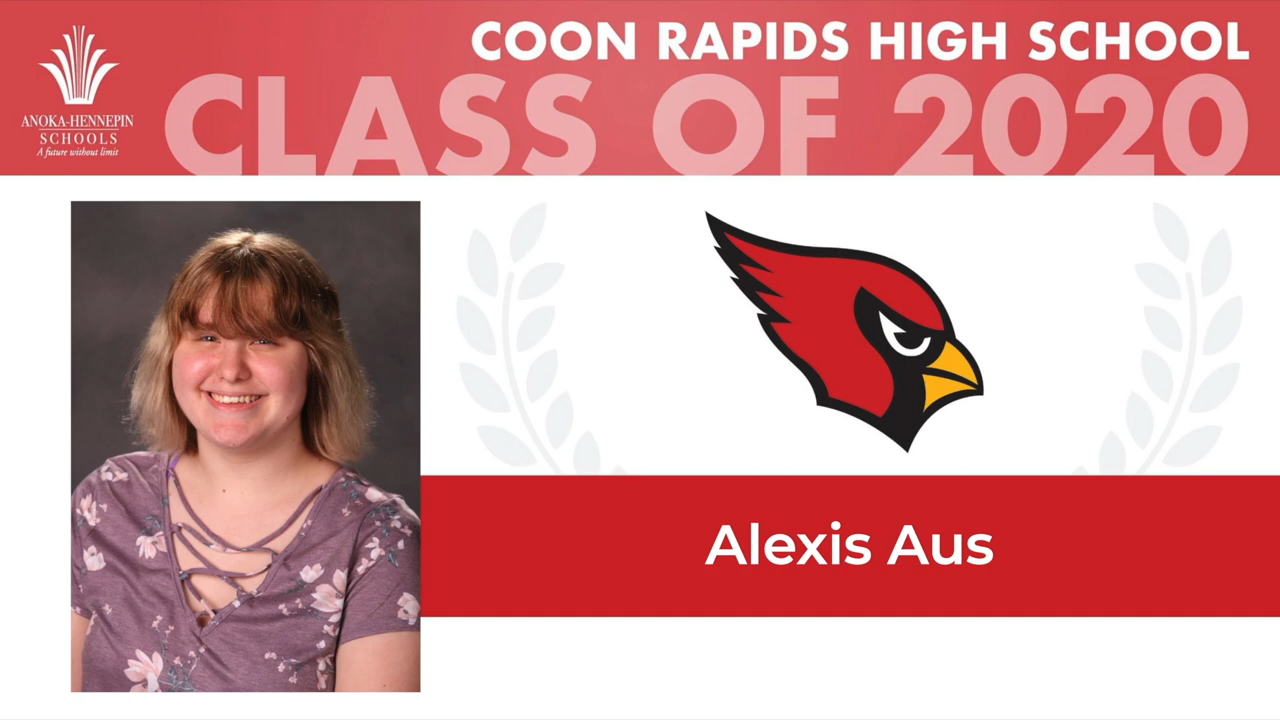 COON RAPIDS HIGH SCHOOL
CLASS OF 2020
ANOKA-HENNEPIN
SCHOOLS
A future without limit
Alexis Aus